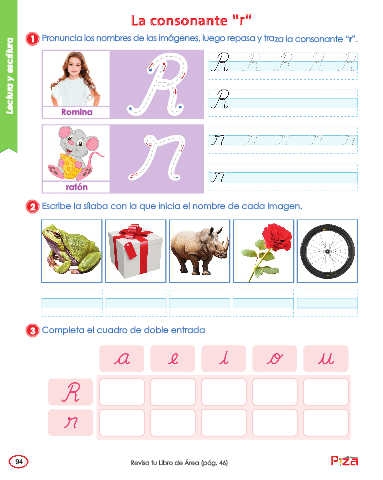 La consonante "r"
Lectura y escritura
1 Pronuncia los nombres de las imágenes, luego repasa y traza la consonante "r".
Romina
R
R R R R R
R
ratón
r
r r r r r
r
2 Escribe la sílaba con la que inicia el nombre de cada imagen.
3 Completa el cuadro de doble entrada
a e i o u
R
r
94
Revisa tu Libro de Área (pág. 46)
Piza